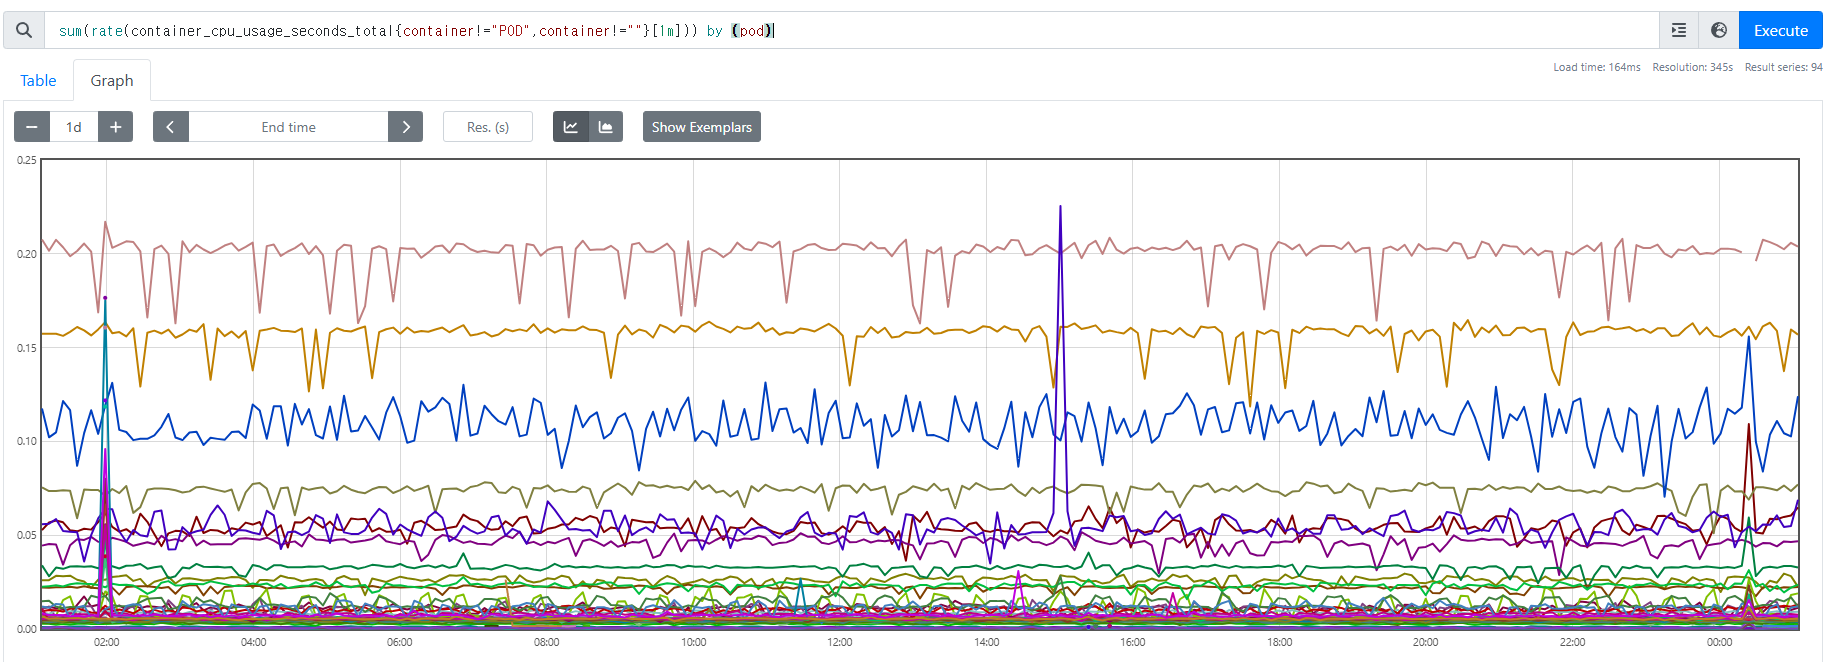 sum(rate(container_cpu_usage_seconds_total{container!="POD",container!=""}[1m])) by (pod)
Execute
Load time: 164ms Resolution: 345s Result series: 94
Table
Graph
1d
End time
Res. (s)
Show Exemplars
0.25
0.20
0.15
0.10
0.05
0.00
02:00 04:00 06:00 08:00 10:00 12:00 14:00 16:00 18:00 20:00 22:00 00:00